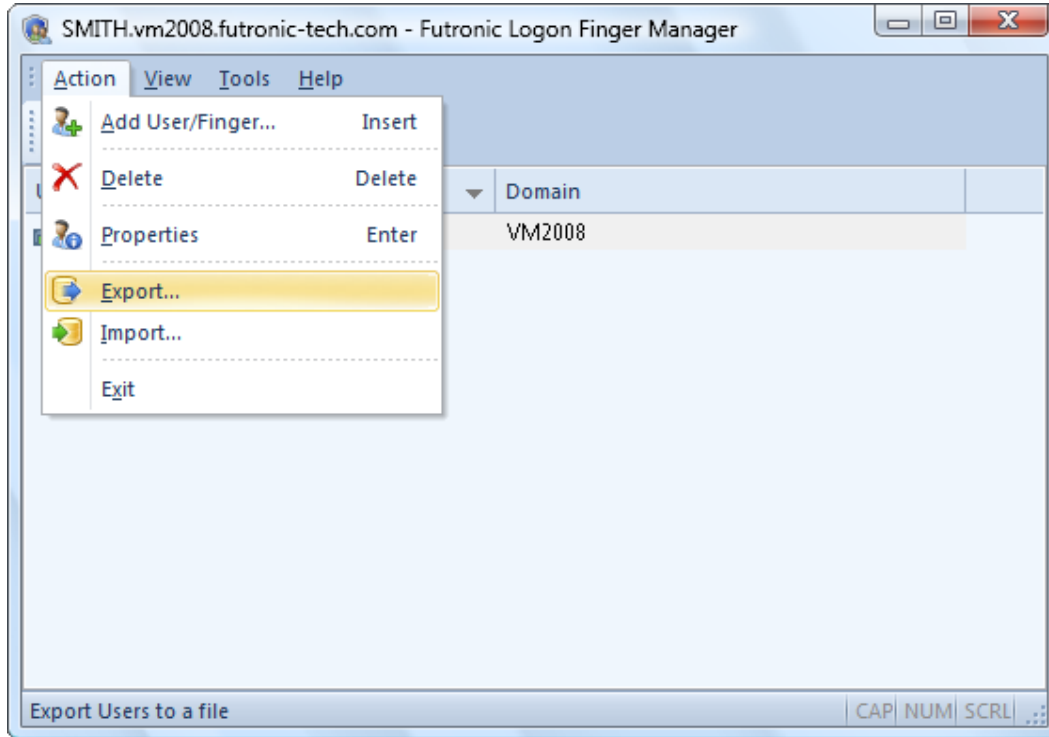 SMITH.vm2008.futronic-tech.com - Futronic Logon Finger Manager
Action View Tools Help
Add User/Finger... Insert
Delete Delete
Domain
Properties Enter
VM2008
Export...
Import...
Exit
Export Users to a file CAP NUM SCRL